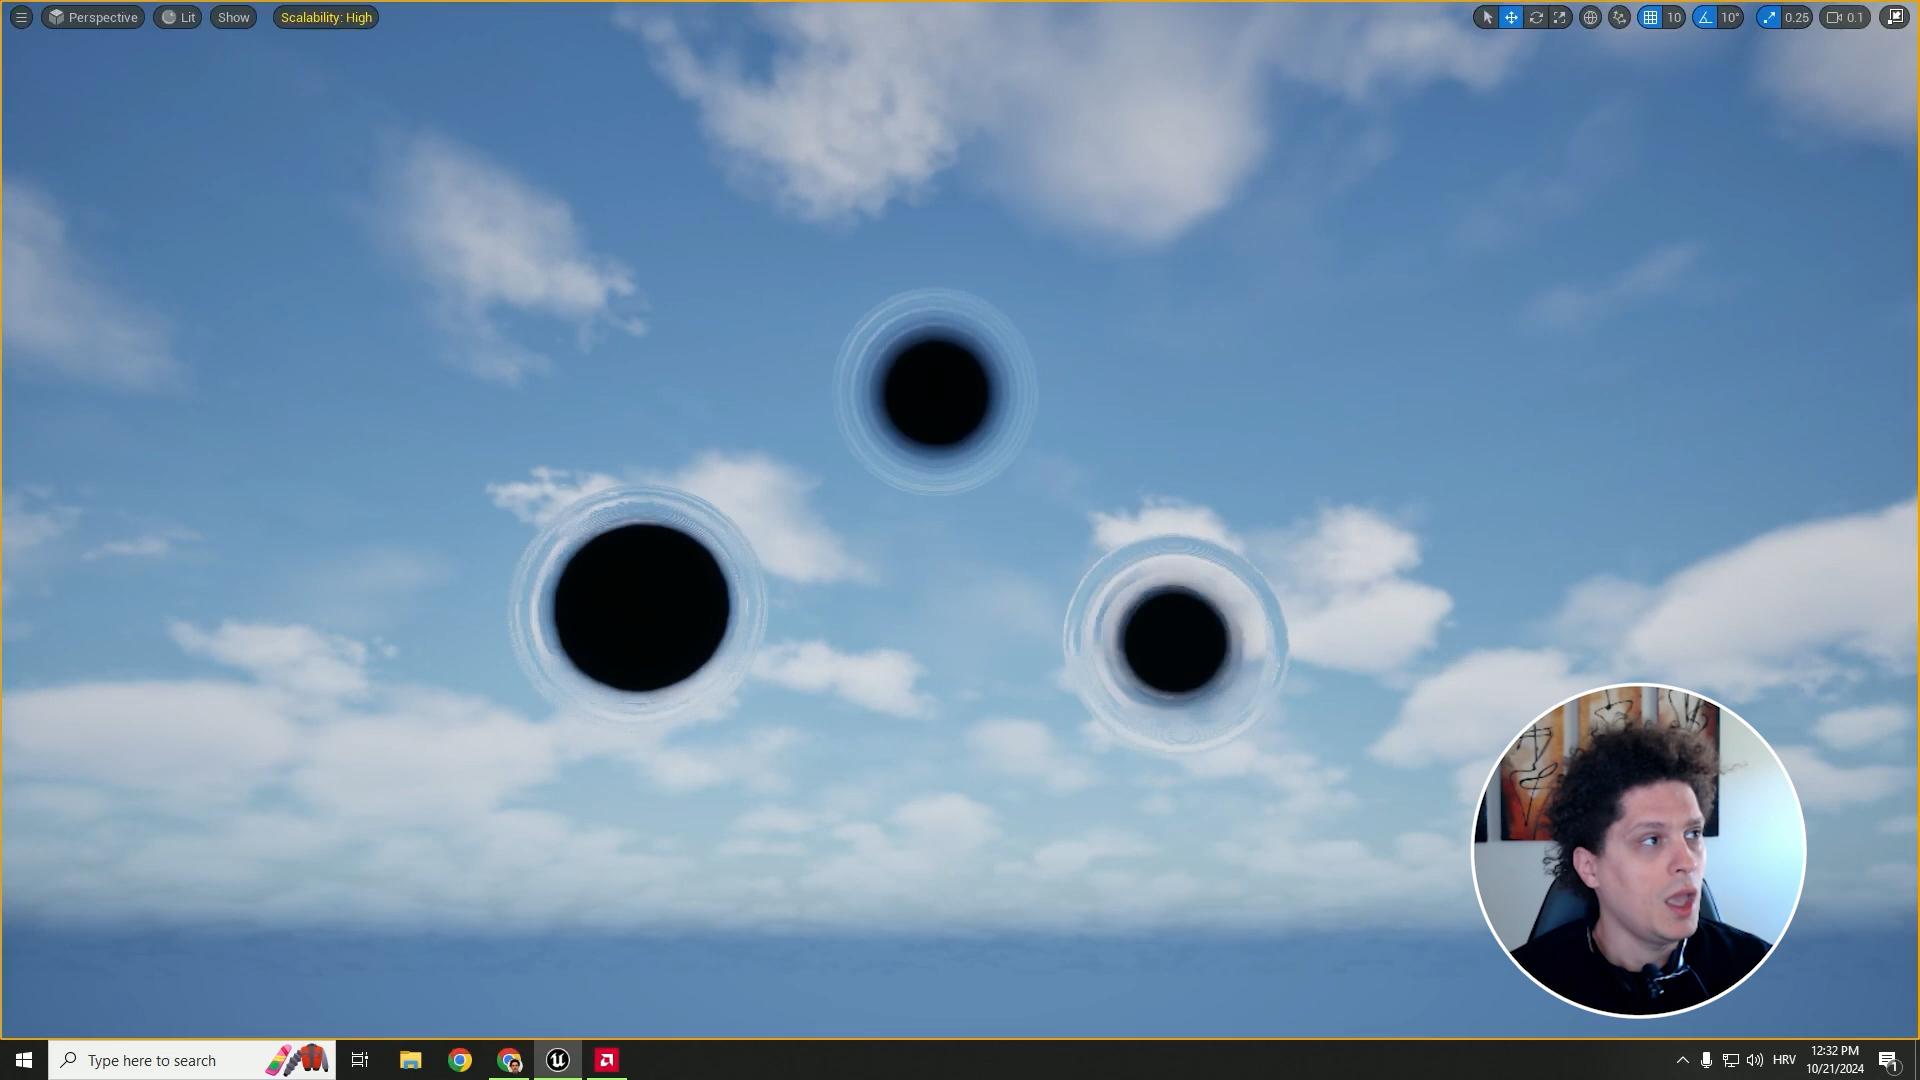 Perspective
Lit
Show
Scalability: High
10
10°
0.25
0.1
Type here to search
HRV
12:32 PM
10/21/2024
1